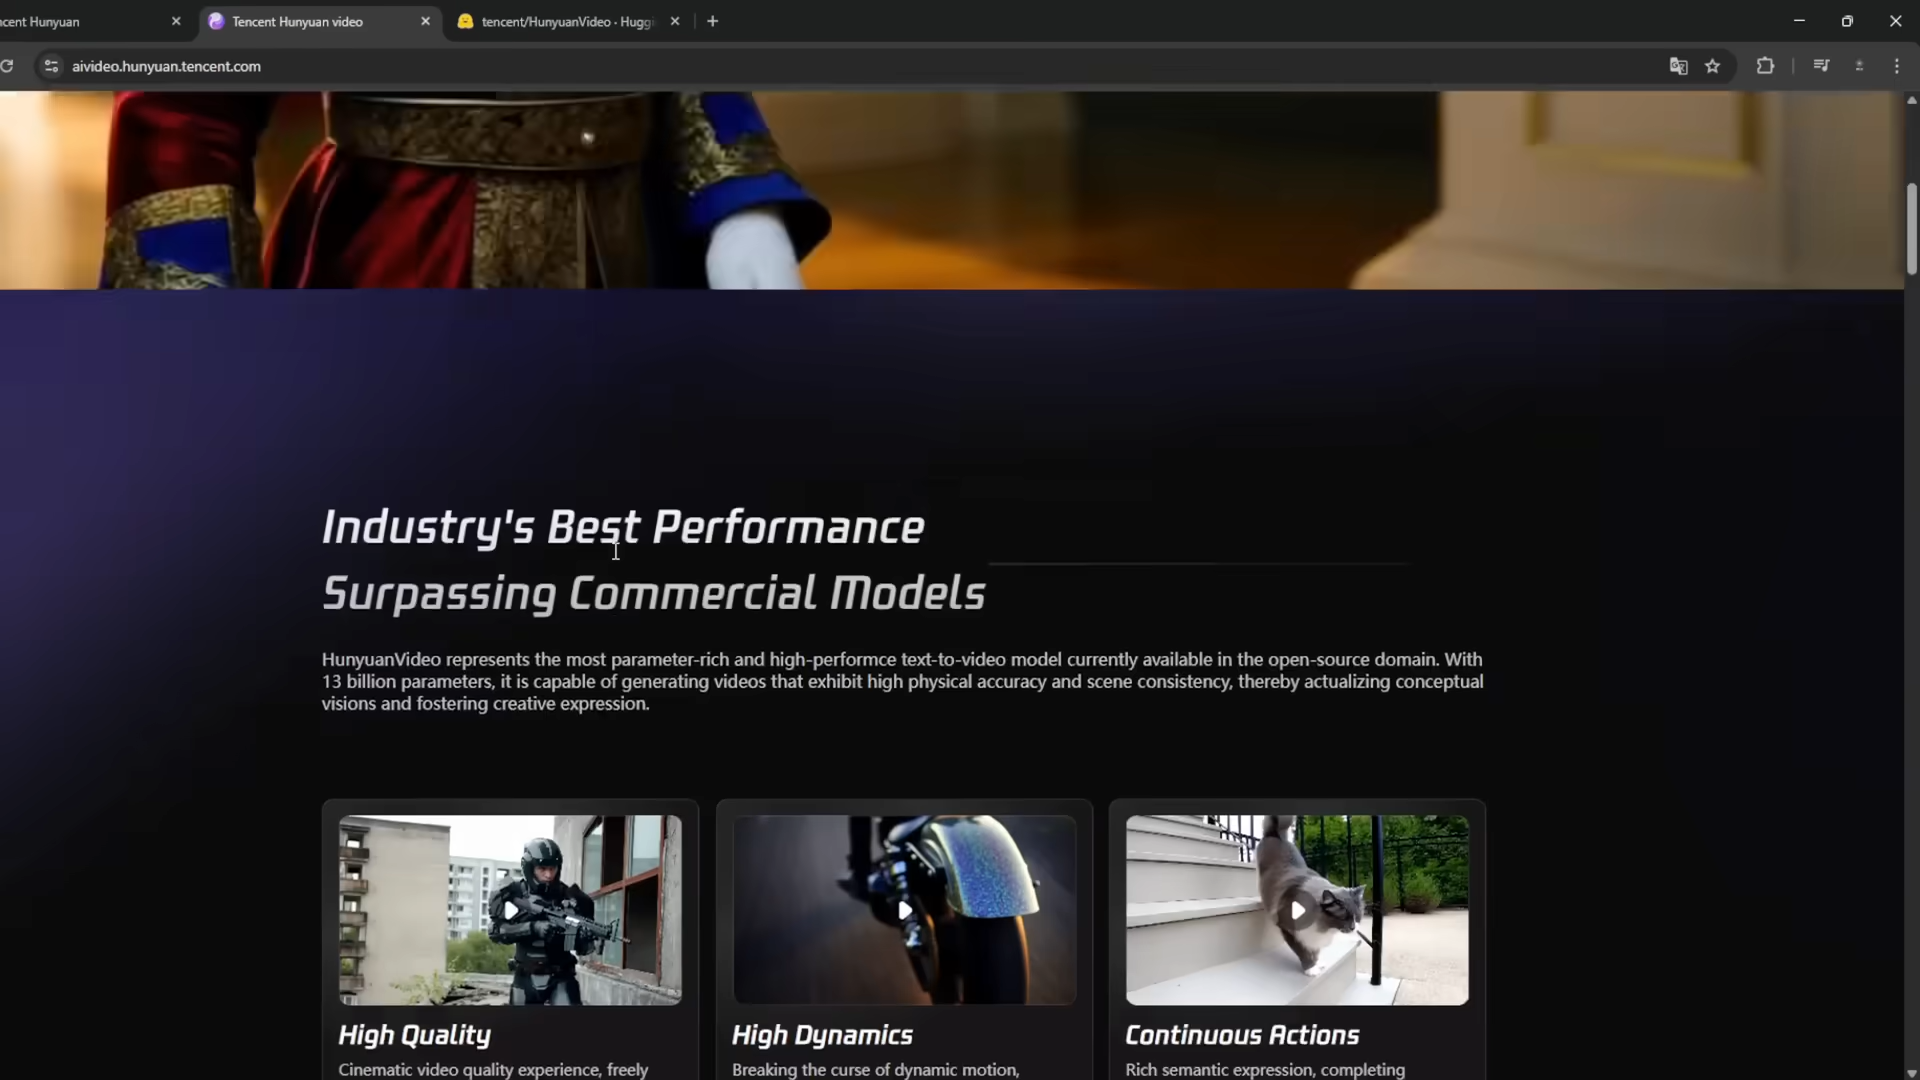 cent Hunyuan
Tencent Hunyuan video
tencent/HunyuanVideo · Huggi
aivideo.hunyuan.tencent.com
Industry's Best Performance
Surpassing Commercial Models
HunyuanVideo represents the most parameter-rich and high-performce text-to-video model currently available in the open-source domain. With
13 billion parameters, it is capable of generating videos that exhibit high physical accuracy and scene consistency, thereby actualizing conceptual
visions and fostering creative expression.
High Quality
Cinematic video quality experience, freely
High Dynamics
Breaking the curse of dynamic motion,
Continuous Actions
Rich semantic expression, completing